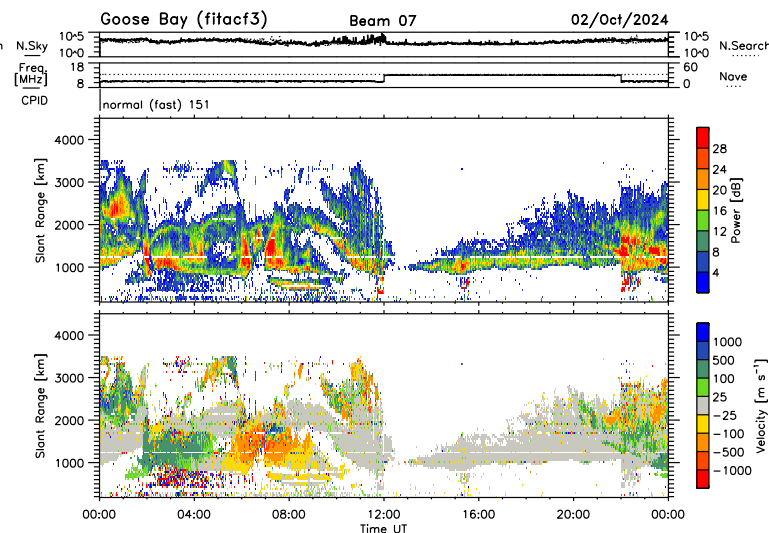 Goose Bay (fitacf3) Beam 07 02/Oct/2024
n N.Sky 10^5 10^0 10^5 10^0 N.Search
Freq. [MHz] 18 8 60 0 Nave
CPID normal (fast) 151
Slant Range [km] 4000 3000 2000 1000
Power [dB] 28 24 20 16 12 8 4
Slant Range [km] 4000 3000 2000 1000
Velocity [m s⁻¹] 1000 500 100 25 -25 -100 -500 -1000
00:00 04:00 08:00 12:00 16:00 20:00 00:00
Time UT